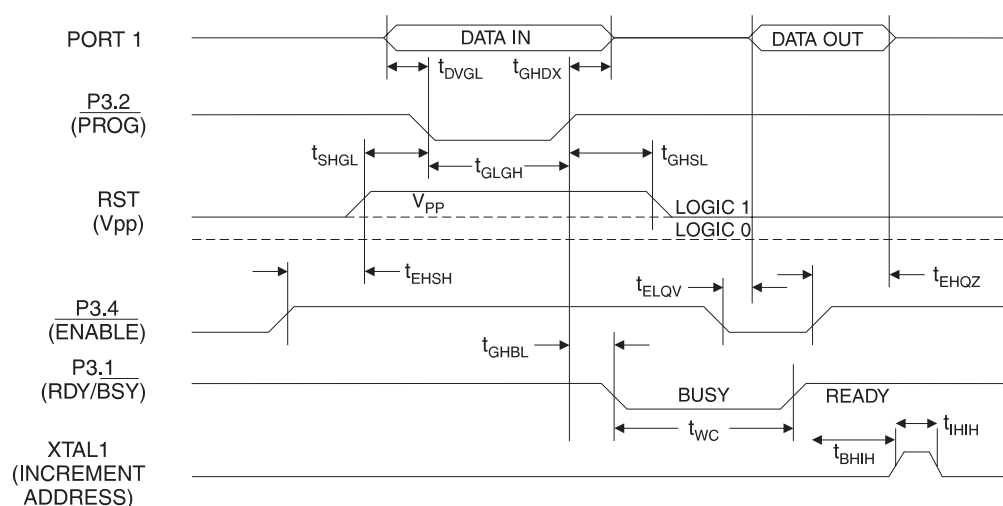 PORT 1
DATA IN
DATA OUT
tDVGL
tGHDX
P3.2
(PROG)
tSHGL
tGLGH
tGHSL
RST
(Vpp)
VPP
LOGIC 1
LOGIC 0
tEHSH
tELQV
tEHQZ
P3.4
(ENABLE)
tGHBL
P3.1
(RDY/BSY)
BUSY
READY
tWC
tIHIH
tBHIH
XTAL1
(INCREMENT
ADDRESS)